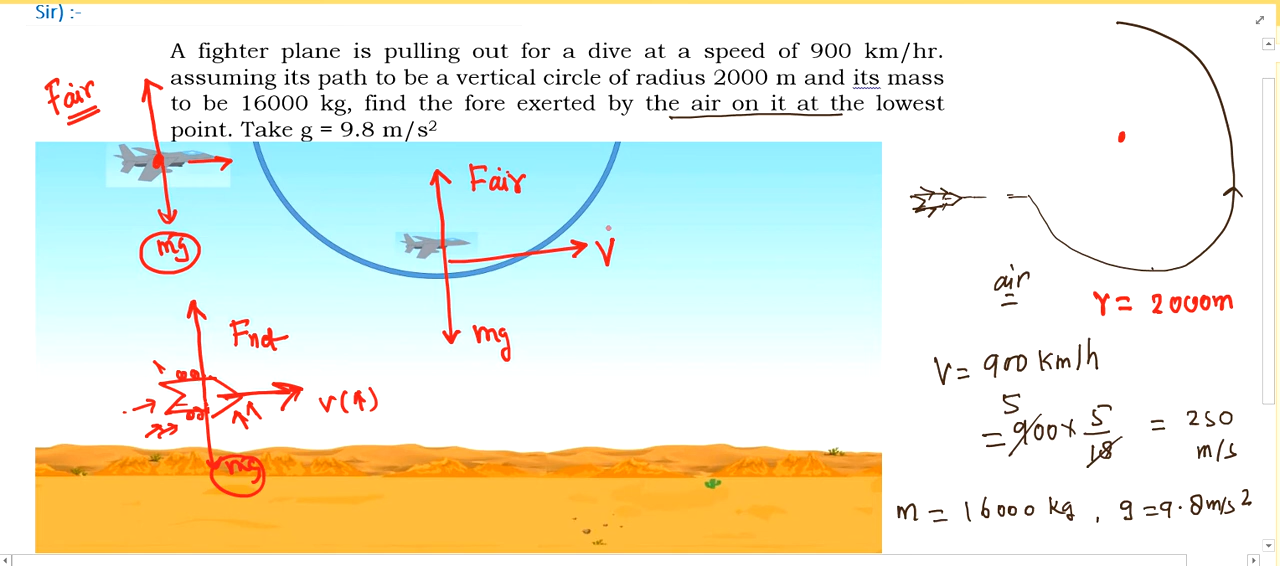 Sir) :-
A fighter plane is pulling out for a dive at a speed of 900 km/hr.
assuming its path to be a vertical circle of radius 2000 m and its mass
to be 16000 kg, find the fore exerted by the air on it at the lowest
point. Take g = 9.8 m/s²
Fair
mg
Fair
V
mg
Fnet
V(↑)
mg
air
r = 2000m
V = 900 Km/h
5
= 900 x 5/18 = 250
m/s
m = 16000 kg , g = 9.8 m/s²